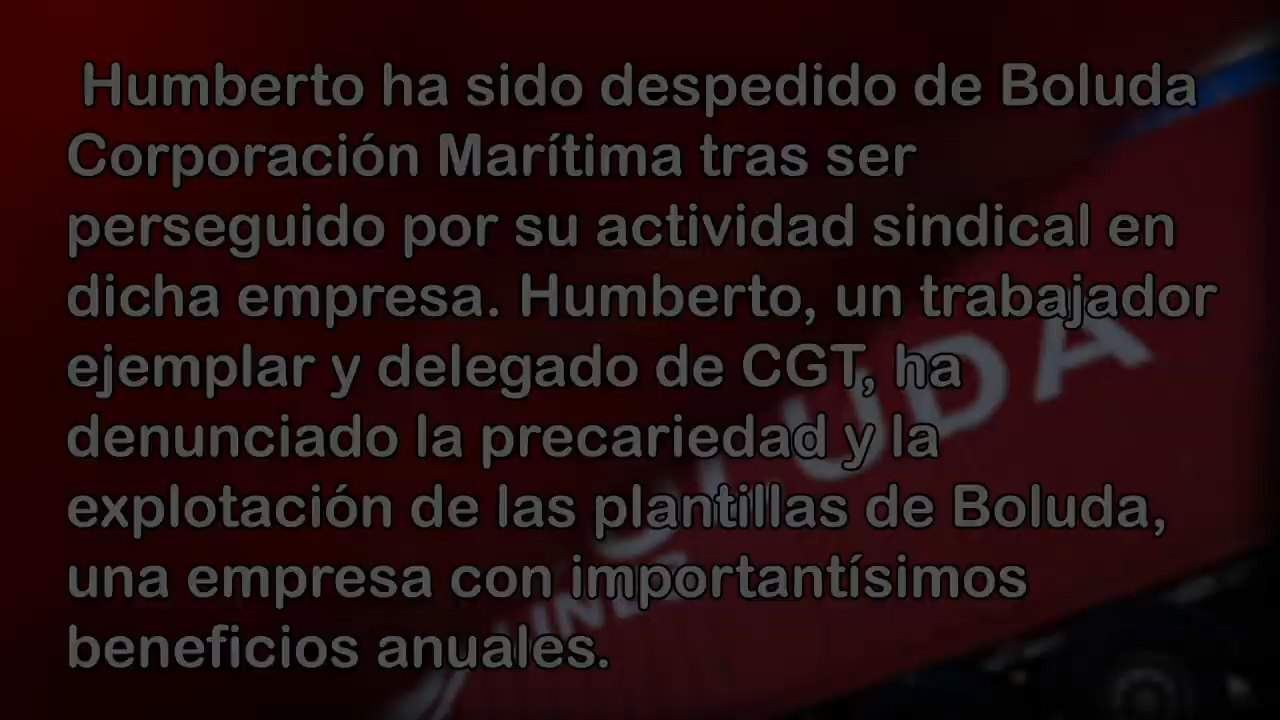 Humberto ha sido despedido de Boluda
Corporación Marítima tras ser
perseguido por su actividad sindical en
dicha empresa. Humberto, un trabajador
ejemplar y delegado de CGT, ha
denunciado la precariedad y la
explotación de las plantillas de Boluda,
una empresa con importantísimos
beneficios anuales.